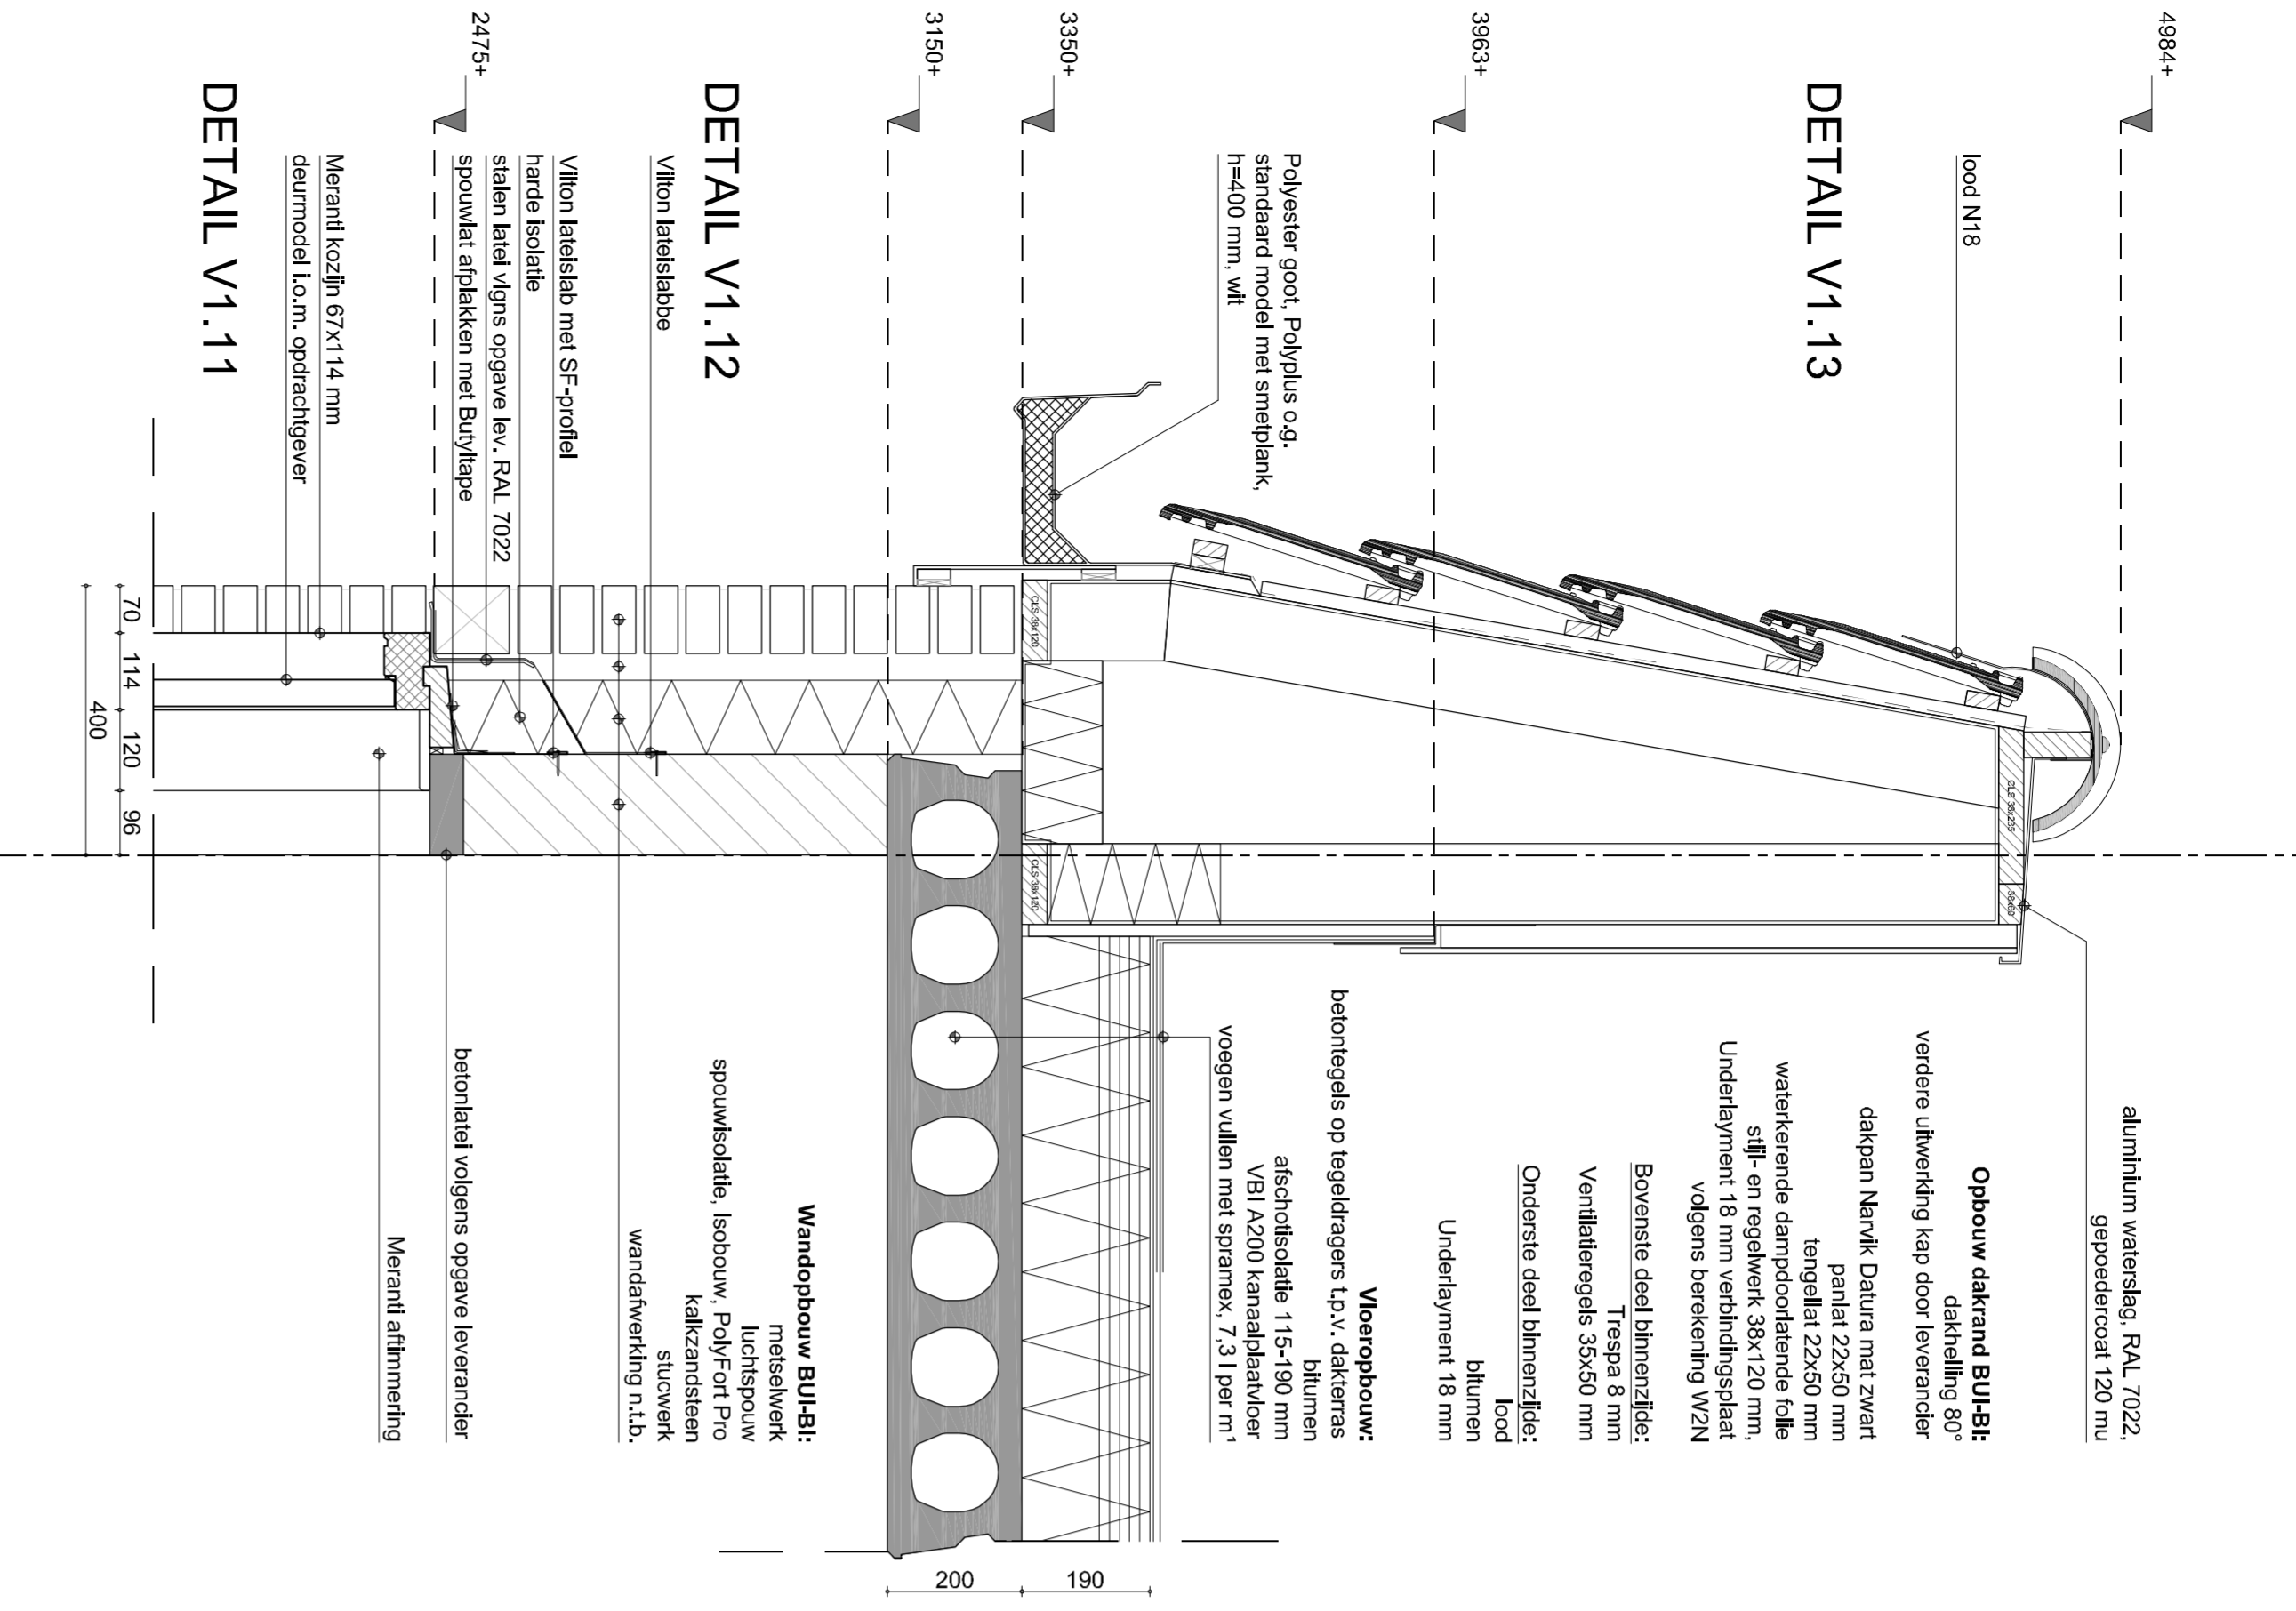 4984+
3963+
3350+
3150+
2475+
DETAIL V1.13
lood N18
Polyester goot, Polyplus o.g.
standaard model met smetplank,
h=400 mm, wit
DETAIL V1.12
Vilton lateislabbe
Vilton lateislab met SF-profiel
harde isolatie
stalen latei vlgns opgave lev. RAL 7022
spouwlat afplakken met Butyltape
Meranti kozijn 67x114 mm
deurmodel i.o.m. opdrachtgever
DETAIL V1.11
CLS 38x120
CLS 38x235
38x60
CLS 38x120
70
114
120
96
400
aluminium waterslag, RAL 7022,
gepoedercoat 120 mu
Opbouw dakrand BUI-BI:
dakhelling 80°
verdere uitwerking kap door leverancier
dakpan Narvik Datura mat zwart
panlat 22x50 mm
tengellat 22x50 mm
waterkerende dampdoorlatende folie
stijl- en regelwerk 38x120 mm,
Underlayment 18 mm verbindingsplaat
volgens berekening W2N
Bovenste deel binnenzijde:
Trespa 8 mm
Ventilatieregels 35x50 mm
Onderste deel binnenzijde:
lood
bitumen
Underlayment 18 mm
Vloeropbouw:
betontegels op tegeldragers t.p.v. dakterras
bitumen
afschotisolatie 115-190 mm
VBI A200 kanaalplaatvloer
voegen vullen met spramex, 7,3 l per m¹
Wandopbouw BUI-BI:
metselwerk
luchtspouw
spouwisolatie, Isobouw, PolyFort Pro
kalkzandsteen
stucwerk
wandafwerking n.t.b.
betonlatei volgens opgave leverancier
Meranti aftimmering
200
190